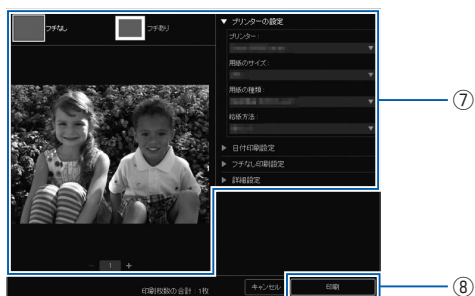 フチなし
フチあり
▼ プリンターの設定
プリンター:
用紙のサイズ:
用紙の種類:
給紙方法:
▶ 日付印刷設定
▶ フチなし印刷設定
▶ 詳細設定
⑦
− 1 +
印刷枚数の合計:1枚
キャンセル
印刷
⑧